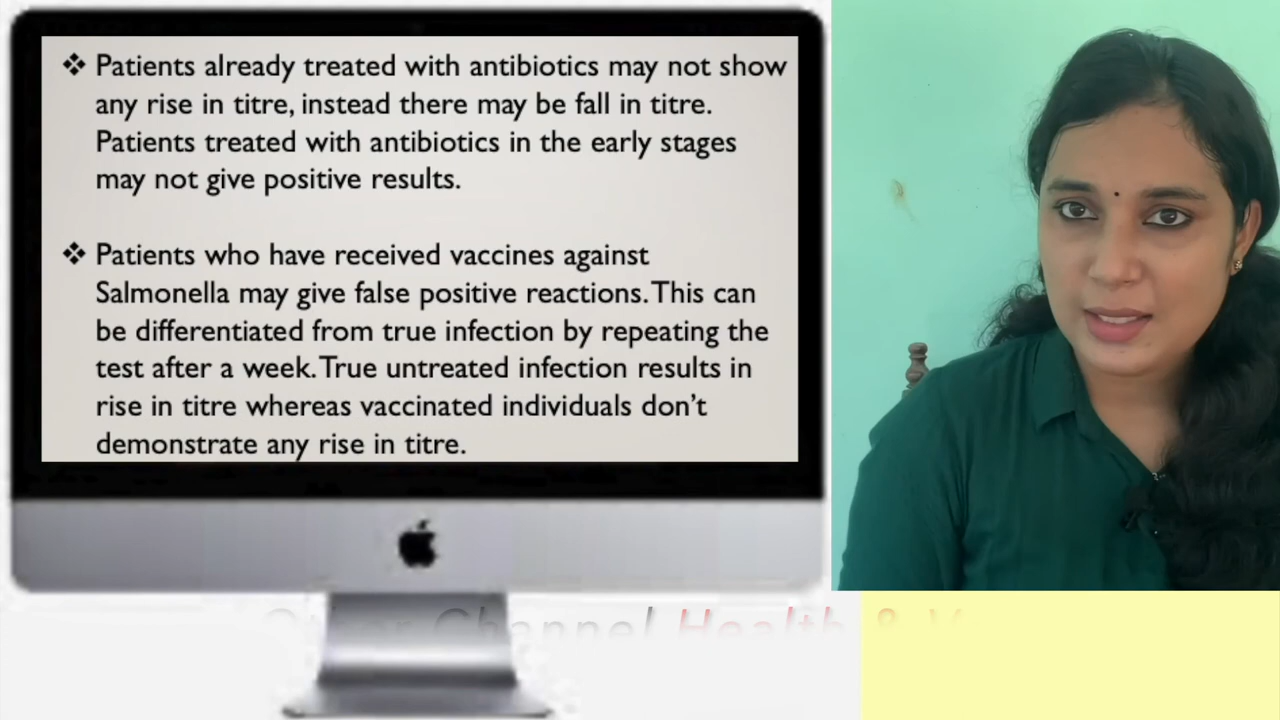 ❖ Patients already treated with antibiotics may not show
any rise in titre, instead there may be fall in titre.
Patients treated with antibiotics in the early stages
may not give positive results.
❖ Patients who have received vaccines against
Salmonella may give false positive reactions. This can
be differentiated from true infection by repeating the
test after a week. True untreated infection results in
rise in titre whereas vaccinated individuals don't
demonstrate any rise in titre.
Channel Health &